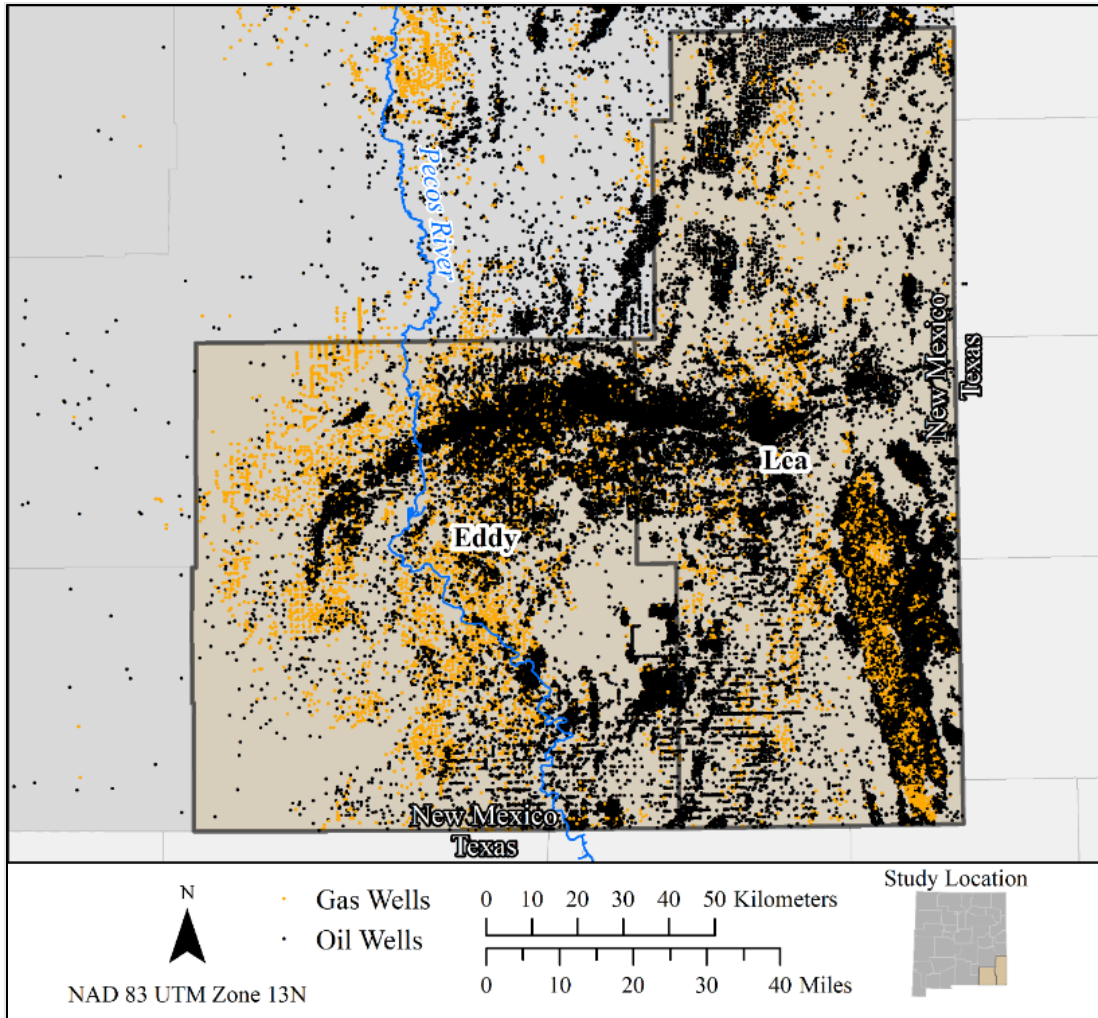 Pecos River
New Mexico
Texas
Lea
Eddy
New Mexico
Texas
N
NAD 83 UTM Zone 13N
Gas Wells
Oil Wells
0 10 20 30 40 50 Kilometers
0 10 20 30 40 Miles
Study Location